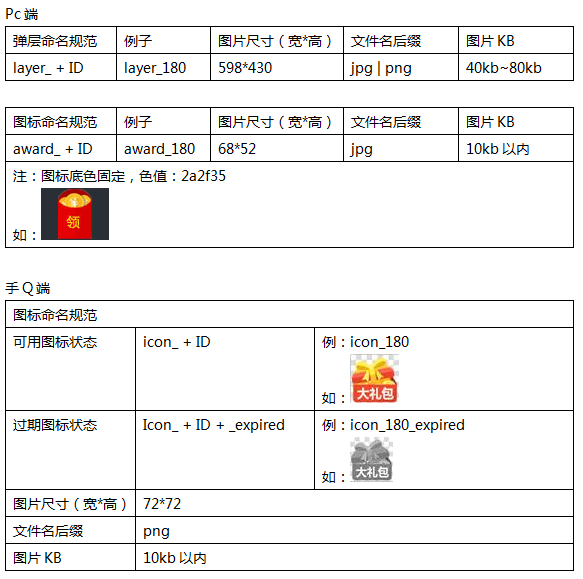 Pc 端
弹层命名规范 例子 图片尺寸（宽*高） 文件名后缀 图片 KB
layer_ + ID layer_180 598*430 jpg | png 40kb~80kb
图标命名规范 例子 图片尺寸（宽*高） 文件名后缀 图片 KB
award_ + ID award_180 68*52 jpg 10kb 以内
注：图标底色固定，色值：2a2f35
领
如：
手 Q 端
图标命名规范
可用图标状态 icon_ + ID 例：icon_180
大礼包
如：
过期图标状态 Icon_ + ID + _expired 例：icon_180_expired
大礼包
如：
图片尺寸（宽*高） 72*72
文件名后缀 png
图片 KB 10kb 以内